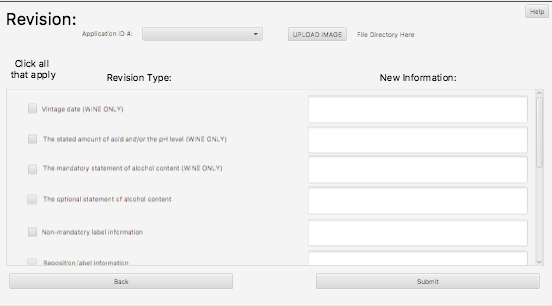 Revision:
Help
Application ID #:
UPLOAD IMAGE
File Directory Here
Click all
that apply
Revision Type:
New Information:
Vintage date (WINE ONLY)
The stated amount of acid and/or the pH level (WINE ONLY)
The mandatory statement of alcohol content (WINE ONLY)
The optional statement of alcohol content
Non-mandatory label information
Reposition label information
Back
Submit